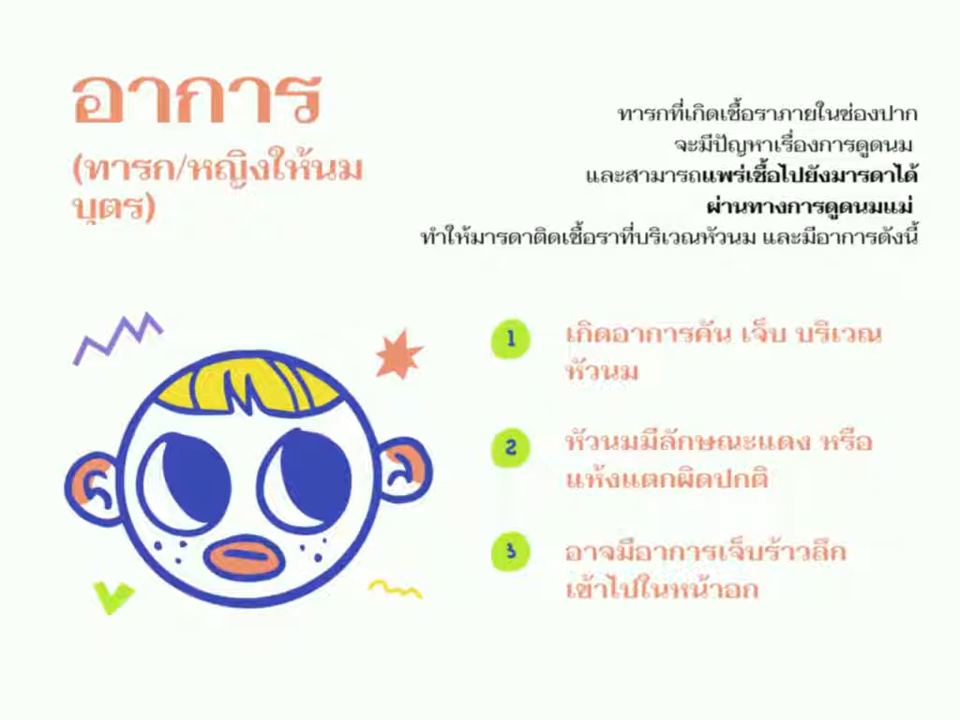 อาการ
(ทารก/หญิงให้นม
บุตร)
ทารกที่เกิดเชื้อราภายในช่องปาก
จะมีปัญหาเรื่องการดูดนม
และสามารถแพร่เชื้อไปยังมารดาได้
ผ่านทางการดูดนมแม่
ทำให้มารดาติดเชื้อราที่บริเวณหัวนม และมีอาการดังนี้
1 เกิดอาการคัน เจ็บ บริเวณ
หัวนม
2 หัวนมมีลักษณะแดง หรือ
แห้งแตกผิดปกติ
3 อาจมีอาการเจ็บร้าวลึก
เข้าไปในหน้าอก